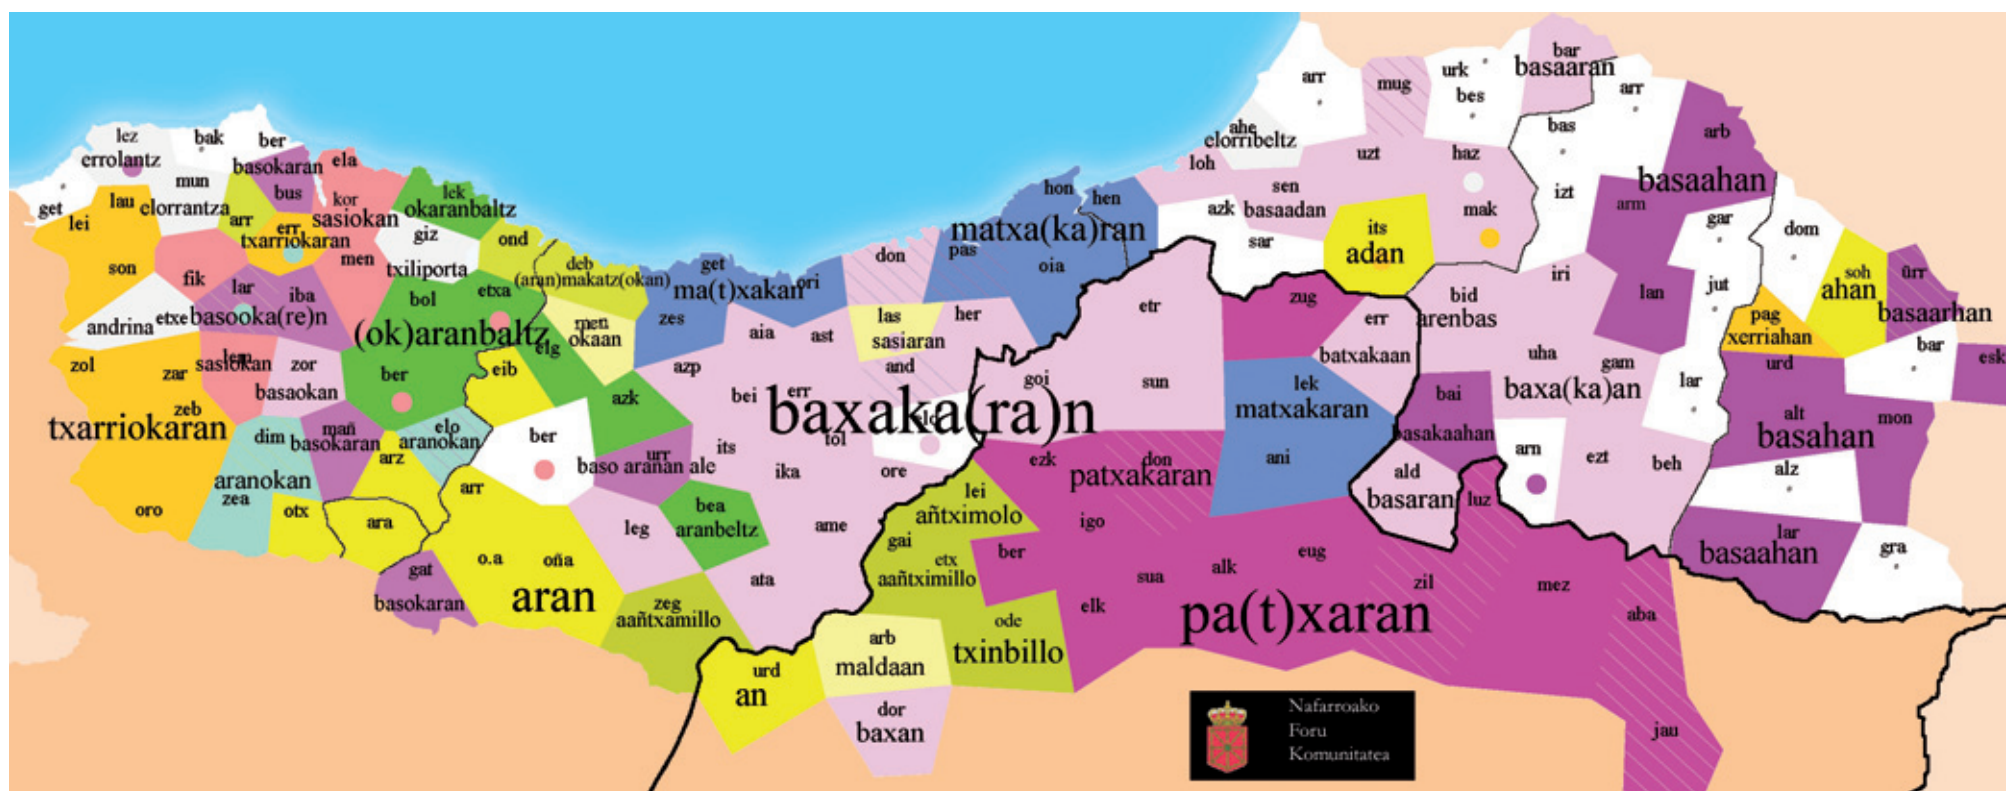 bar
basaaran
arr
mug
urk
bes
arr
lez
errolantz
bak
ber
basokaran
bus
ela
ahe
elorribeltz
uzt
haz
bas
arb
basaahan
get
lei
lau
mun
elorrantza
arr
err
txarriokaran
kor
sasiokan
men
lek
okaranbaltz
giz
txiliporta
ond
hon
hen
matxa(ka)ran
pas
oia
loh
sen
basaadan
azk
sar
its
adan
mak
izt
arm
gar
dom
son
fik
lar
iba
etxe
basooka(re)n
andrina
bol
etxa
(ok)aranbaltz
deb
(aran)makatz(okan)
get
ma(t)xakan
ori
zes
don
iri
lan
jut
soh
ahan
ürr
basaarhan
zol
zar
zeb
txarriokaran
lem
sasiokan
zor
basaokan
ber
elg
eib
men
okaan
azk
azp
aia
ast
las
sasiaran
her
and
bei
err
baxaka(ra)n
goi
etr
sun
zug
err
batxakaan
bid
arenbas
uha
gam
baxa(ka)an
lar
pag
xerriahan
urd
bar
esk
dim
aranokan
zea
mañ
basokaran
elo
aranokan
arz
ber
urr
baso aranan ale
its
tol
ika
ore
lek
matxakaran
ani
bai
basakaahan
ald
basaran
arn
ezt
beh
alt
basahan
mon
alz
oro
otx
ara
arr
bea
aranbeltz
leg
ame
lei
añtximolo
gai
ezk
don
patxakaran
igo
luz
lar
basaahan
gra
gat
basokaran
o.a
oña
aran
ata
zeg
aañtxamillo
etx
aañtximillo
ber
sua
alk
eug
elk
zil
mez
aba
pa(t)xaran
ode
txinbillo
arb
maldaan
urd
an
dor
baxan
jau
Nafarroako
Foru
Komunitatea